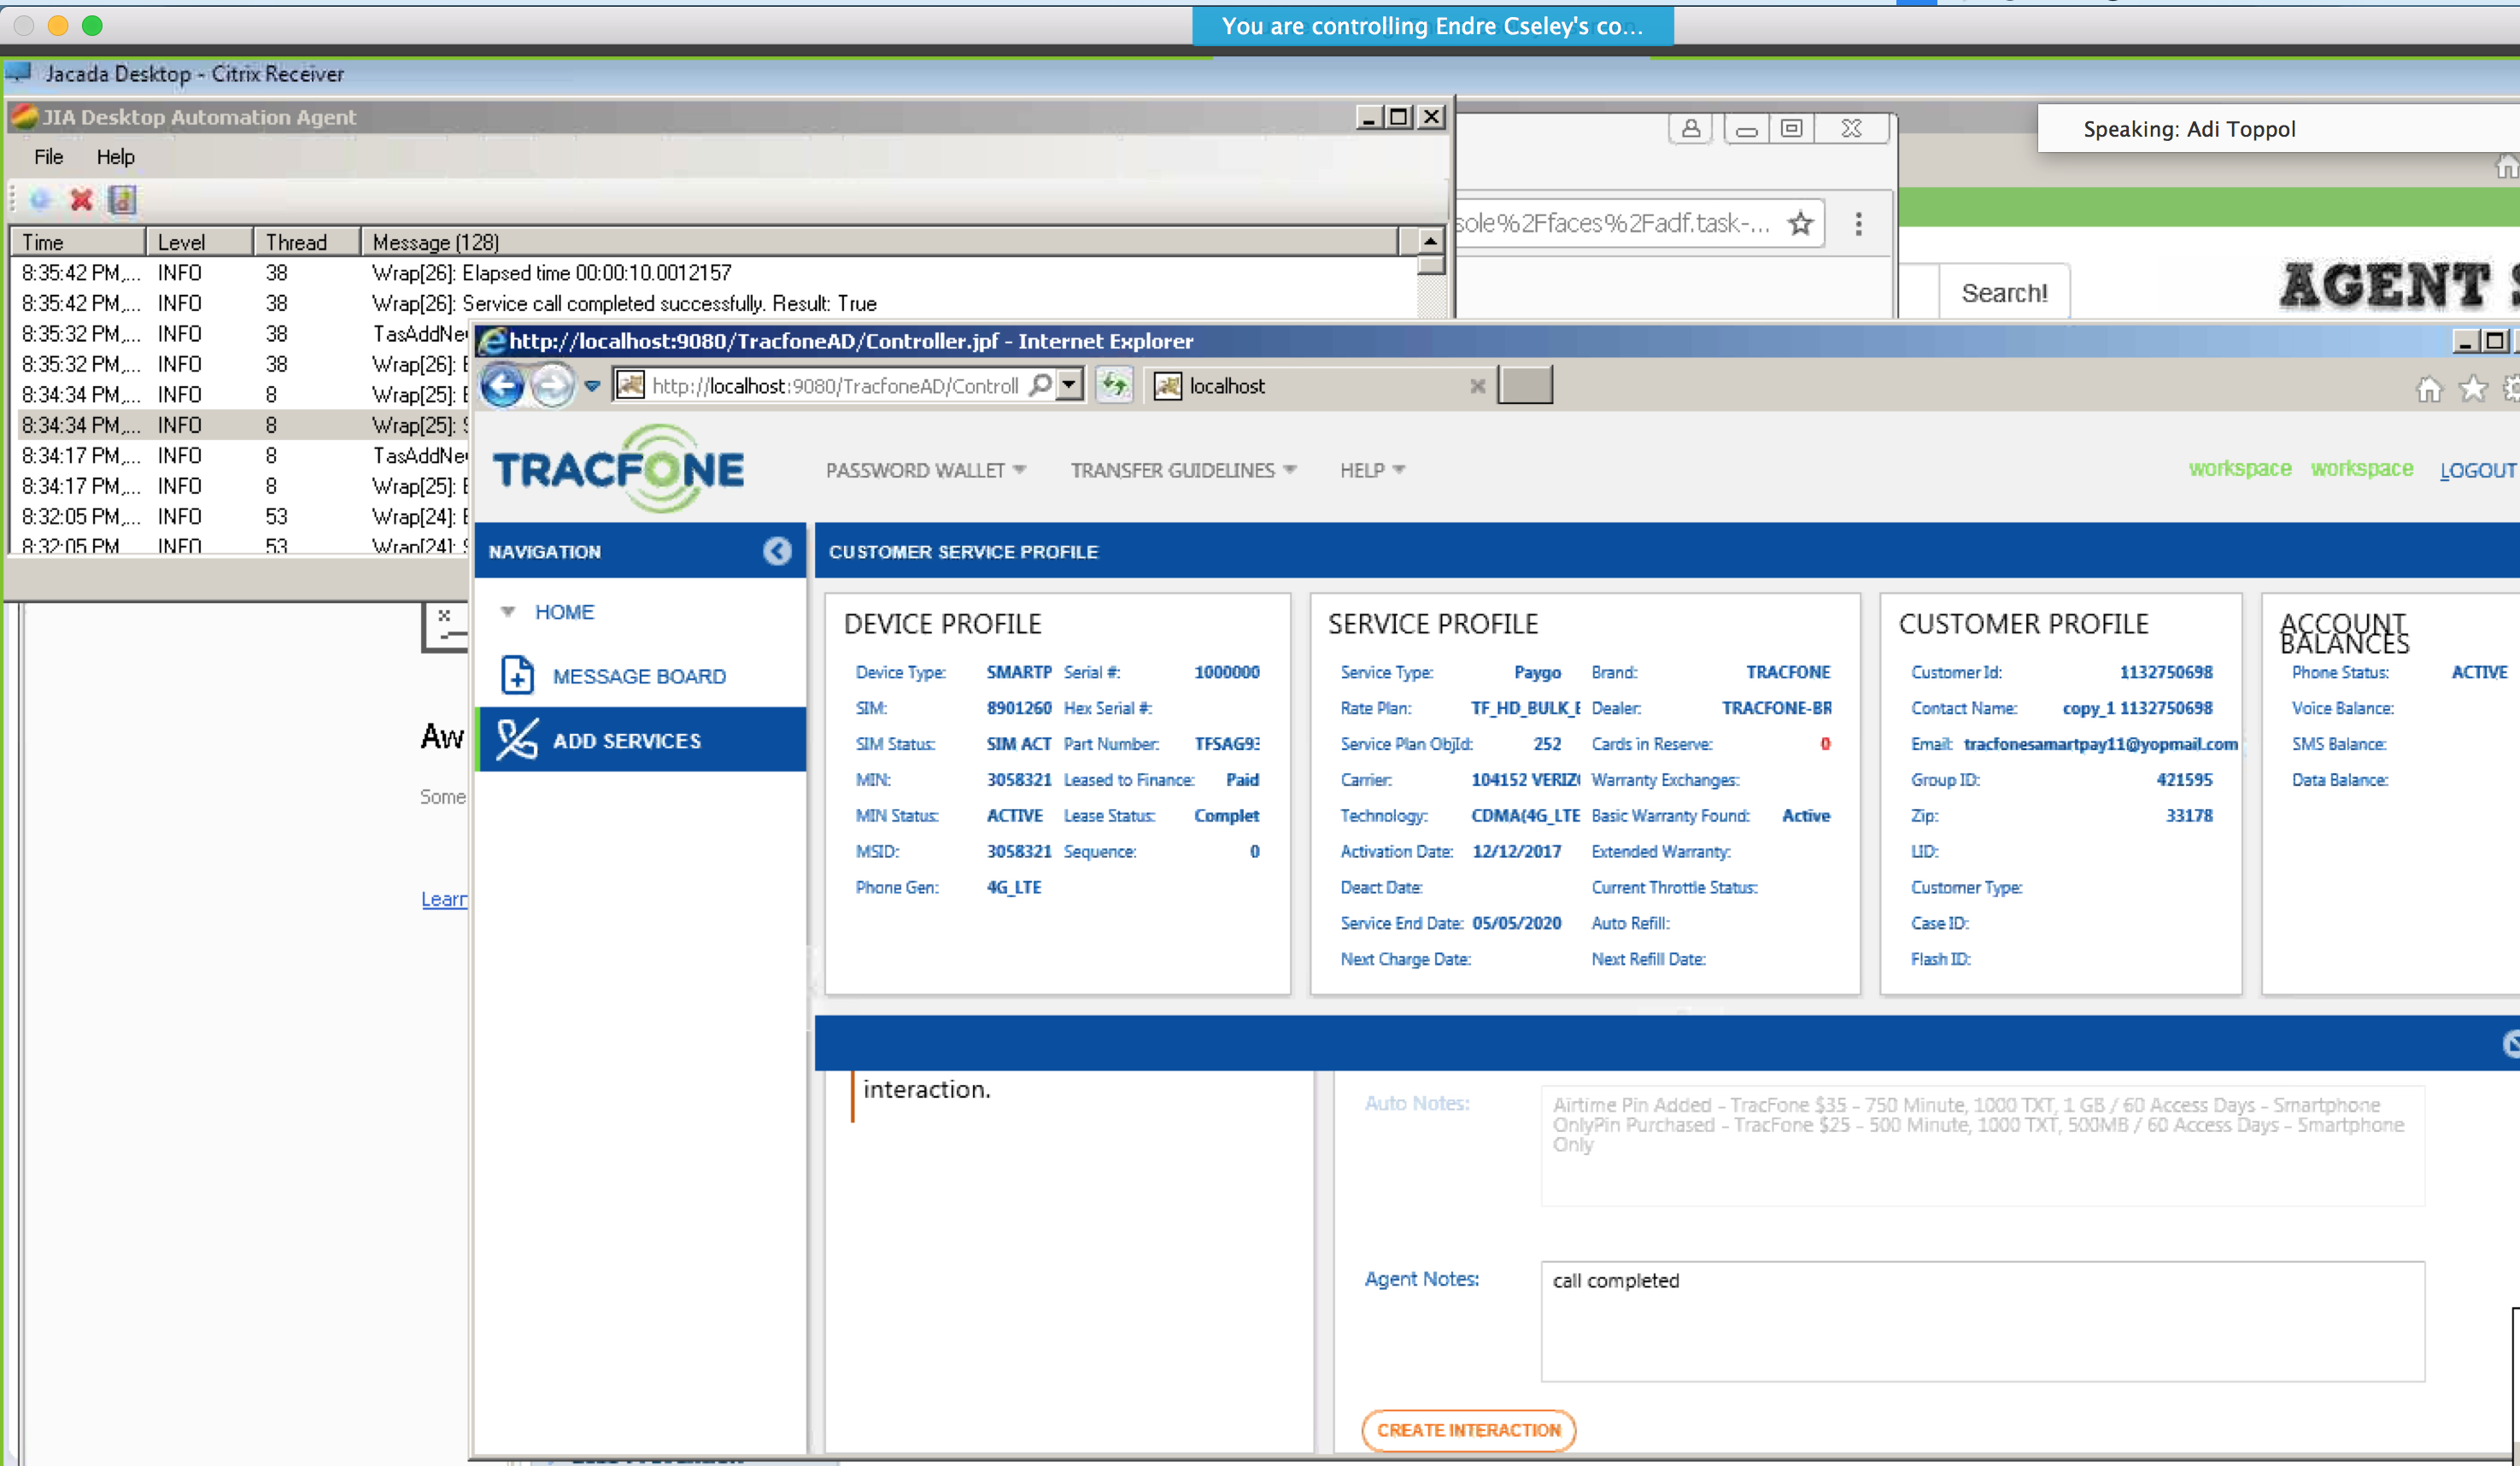 You are controlling Endre Cseley's co...
Jacada Desktop - Citrix Receiver
JIA Desktop Automation Agent
Speaking: Adi Toppol
File Help
sole%2Ffaces%2Fadf.task-...
Time Level Thread Message (128)
8:35:42 PM,... INFO 38 Wrap[26]: Elapsed time 00:00:10.0012157
8:35:42 PM,... INFO 38 Wrap[26]: Service call completed successfully. Result: True
Search!
AGENT
8:35:32 PM,... INFO 38 TasAddNe
8:35:32 PM,... INFO 38 Wrap[26]:
8:34:34 PM,... INFO 8 Wrap[25]:
8:34:34 PM,... INFO 8 Wrap[25]:
8:34:17 PM,... INFO 8 TasAddNe
8:34:17 PM,... INFO 8 Wrap[25]:
8:32:05 PM,... INFO 53 Wrap[24]:
8:32:05 PM INFO 53 Wrap[24]:
http://localhost:9080/TracfoneAD/Controller.jpf - Internet Explorer
http://localhost:9080/TracfoneAD/Controll
localhost
TRACFONE
PASSWORD WALLET TRANSFER GUIDELINES HELP
workspace workspace LOGOUT
NAVIGATION
HOME
MESSAGE BOARD
ADD SERVICES
Aw
Some
Learn
CUSTOMER SERVICE PROFILE
DEVICE PROFILE
Device Type: SMARTP Serial #: 1000000
SIM: 8901260 Hex Serial #:
SIM Status: SIM ACT Part Number: TFSAG93
MIN: 3058321 Leased to Finance: Paid
MIN Status: ACTIVE Lease Status: Complet
MSID: 3058321 Sequence: 0
Phone Gen: 4G_LTE
SERVICE PROFILE
Service Type: Paygo Brand: TRACFONE
Rate Plan: TF_HD_BULK_E Dealer: TRACFONE-BR
Service Plan ObjId: 252 Cards in Reserve: 0
Carrier: 104152 VERIZ Warranty Exchanges:
Technology: CDMA(4G_LTE Basic Warranty Found: Active
Activation Date: 12/12/2017 Extended Warranty:
Deact Date: Current Throttle Status:
Service End Date: 05/05/2020 Auto Refill:
Next Charge Date: Next Refill Date:
CUSTOMER PROFILE
Customer Id: 1132750698
Contact Name: copy_1 1132750698
Email: tracfonesamartpay11@yopmail.com
Group ID: 421595
Zip: 33178
LID:
Customer Type:
Case ID:
Flash ID:
ACCOUNT
BALANCES
Phone Status: ACTIVE
Voice Balance:
SMS Balance:
Data Balance:
interaction.
Auto Notes:
Airtime Pin Added - TracFone $35 - 750 Minute, 1000 TXT, 1 GB / 60 Access Days - Smartphone
OnlyPin Purchased - TracFone $25 - 500 Minute, 1000 TXT, 500MB / 60 Access Days - Smartphone
Only
Agent Notes:
call completed
CREATE INTERACTION